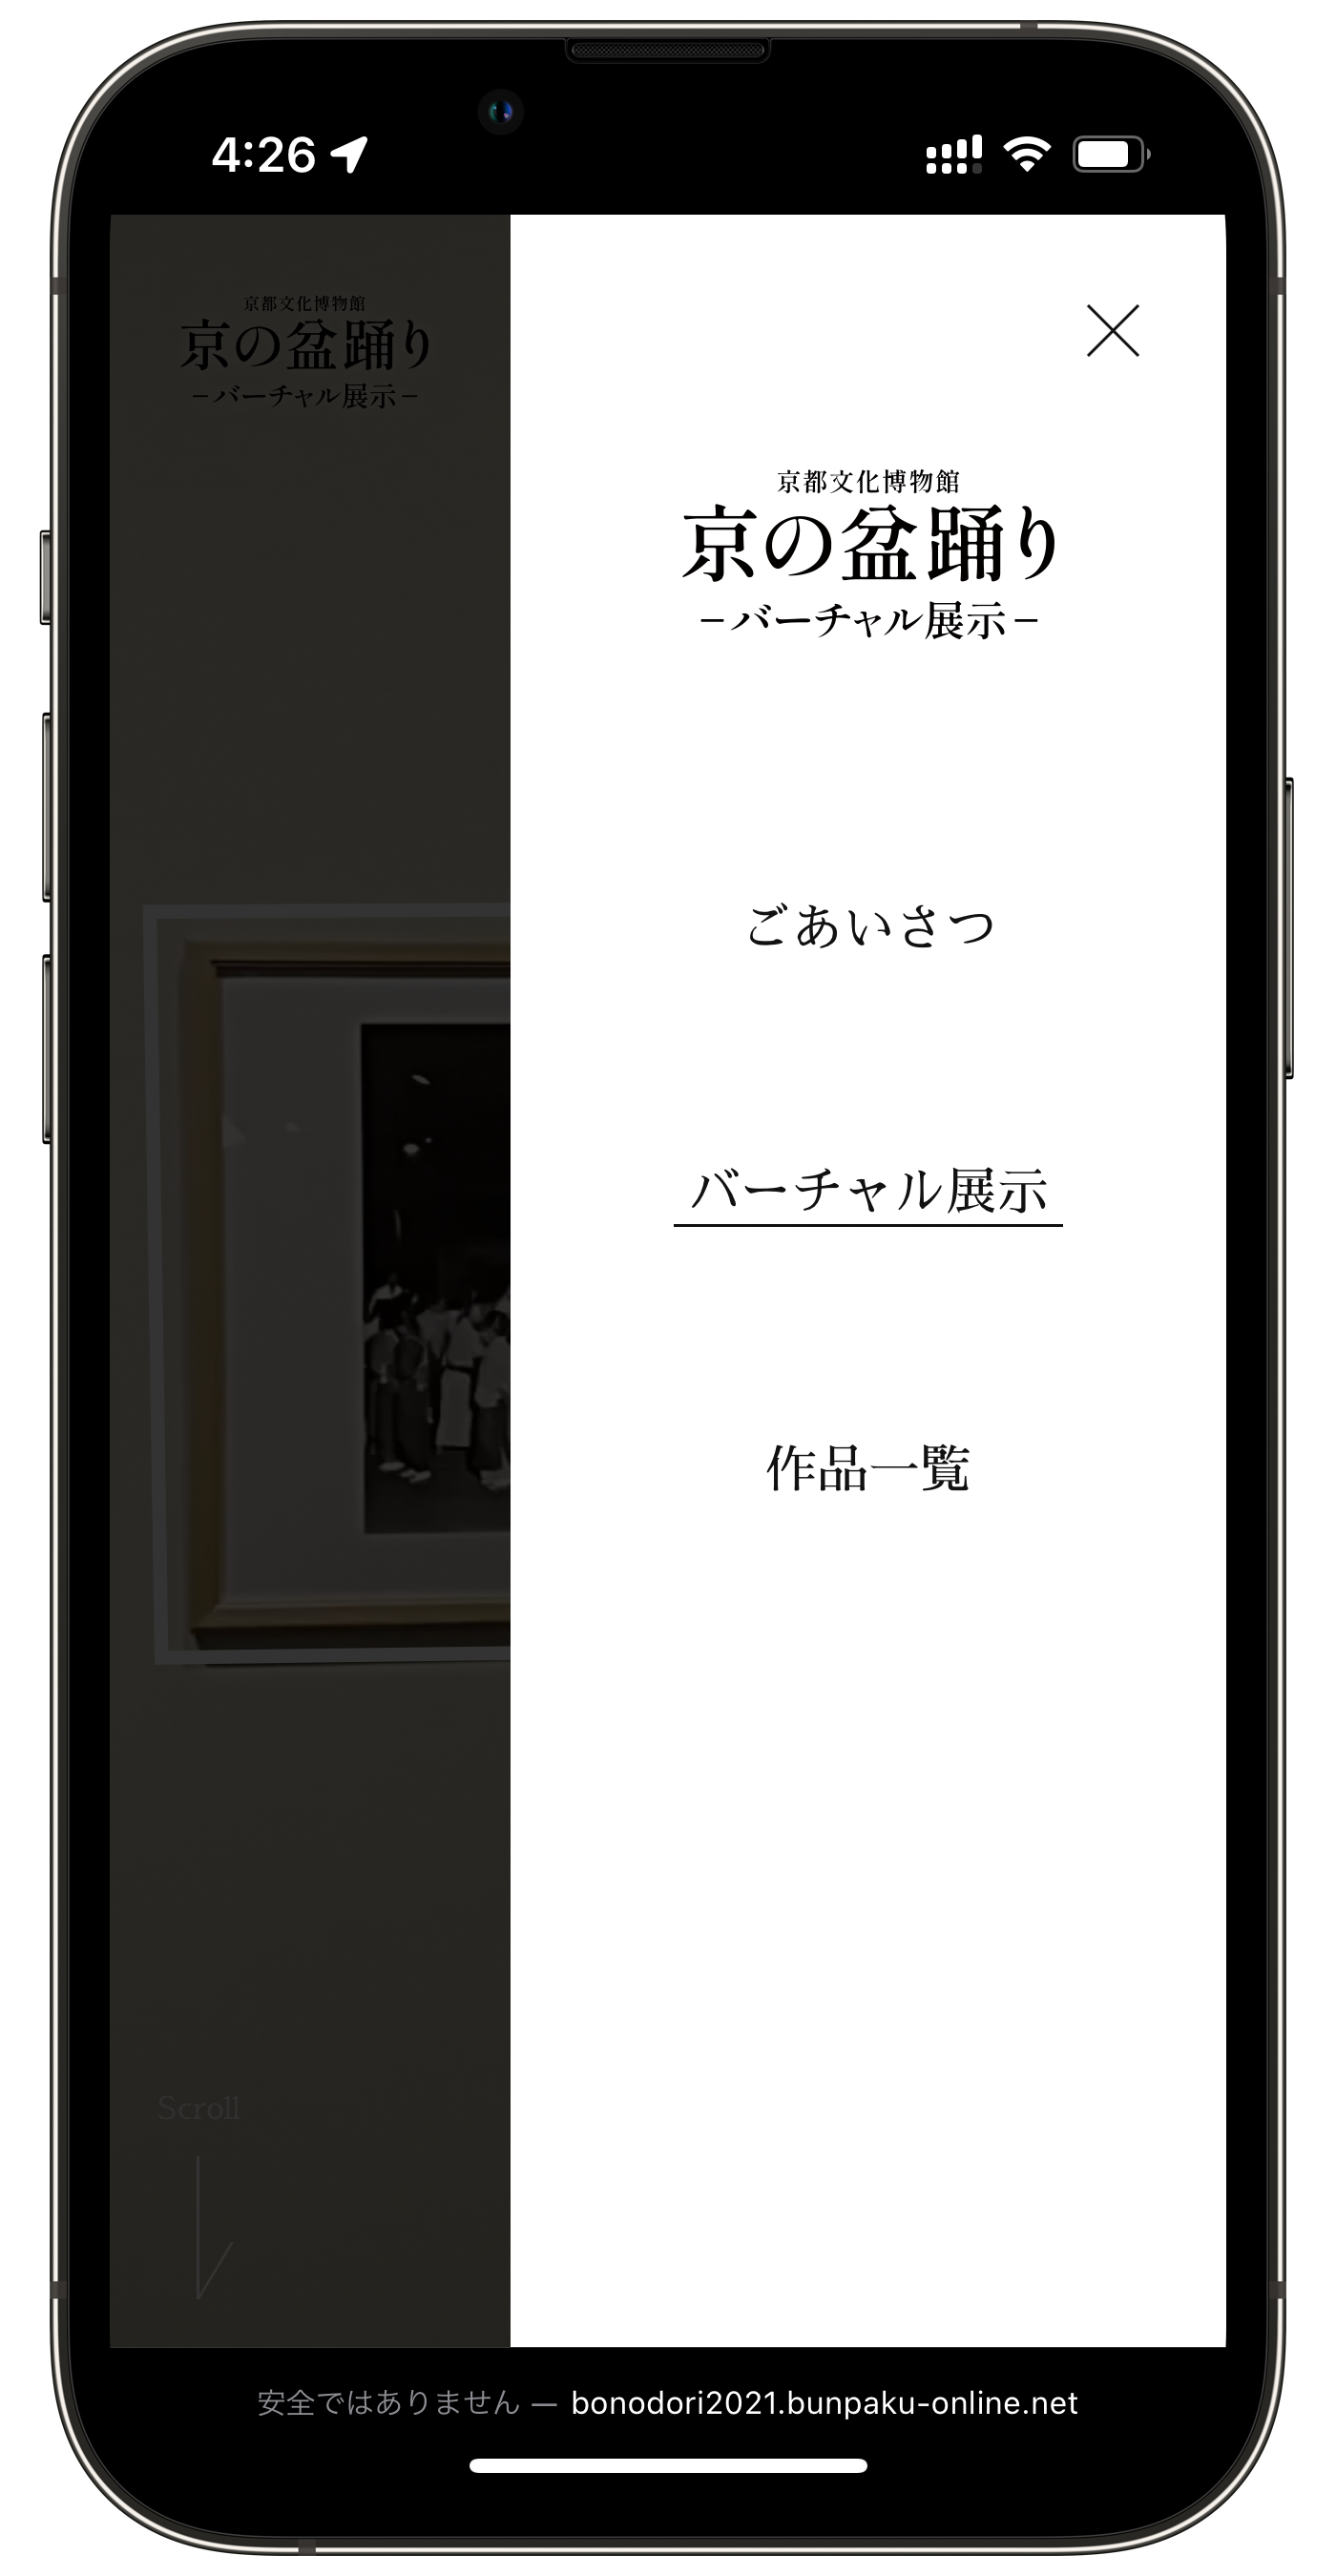 4:26
京都文化博物館
京の盆踊り
−バーチャル展示−
京都文化博物館
京の盆踊り
−バーチャル展示−
ごあいさつ
バーチャル展示
作品一覧
Scroll
安全ではありません — bonodori2021.bunpaku-online.net